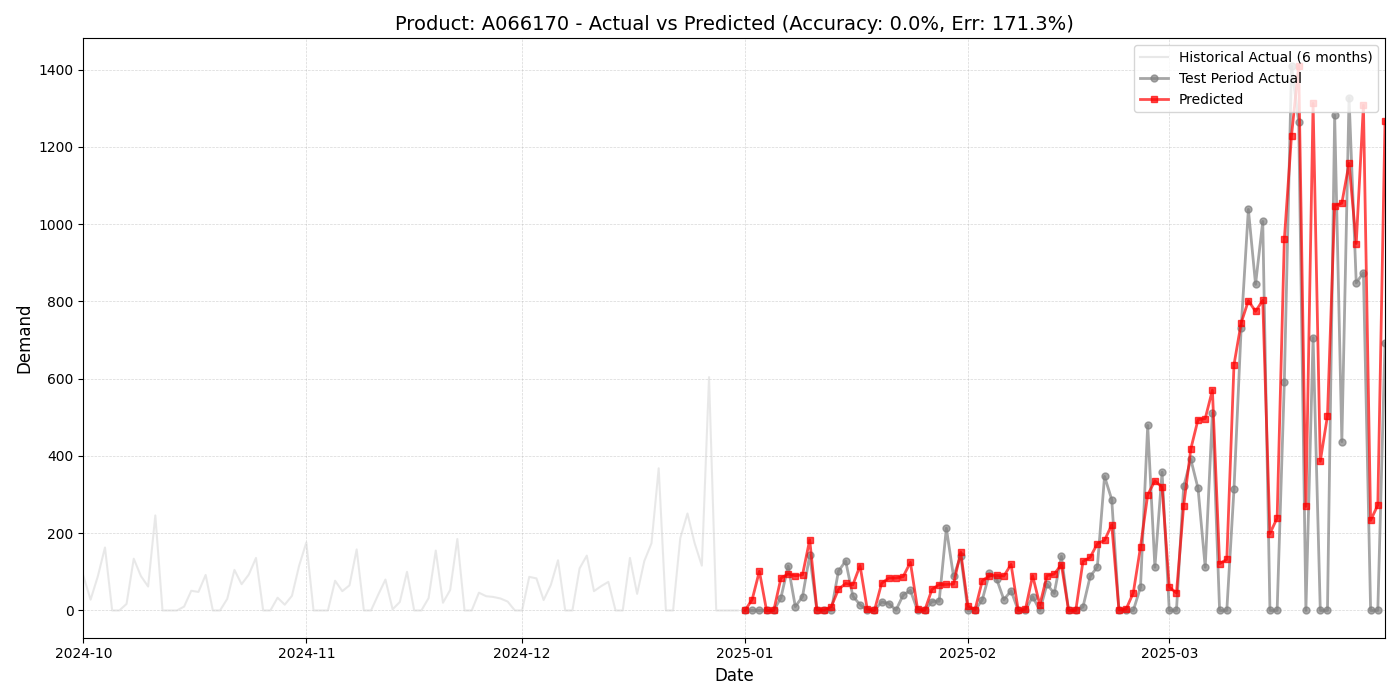 Product: A066170 - Actual vs Predicted (Accuracy: 0.0%, Err: 171.3%)
Historical Actual (6 months)
Test Period Actual
Predicted
1400
1200
1000
800
600
400
200
0
Demand
2024-10
2024-11
2024-12
2025-01
2025-02
2025-03
Date